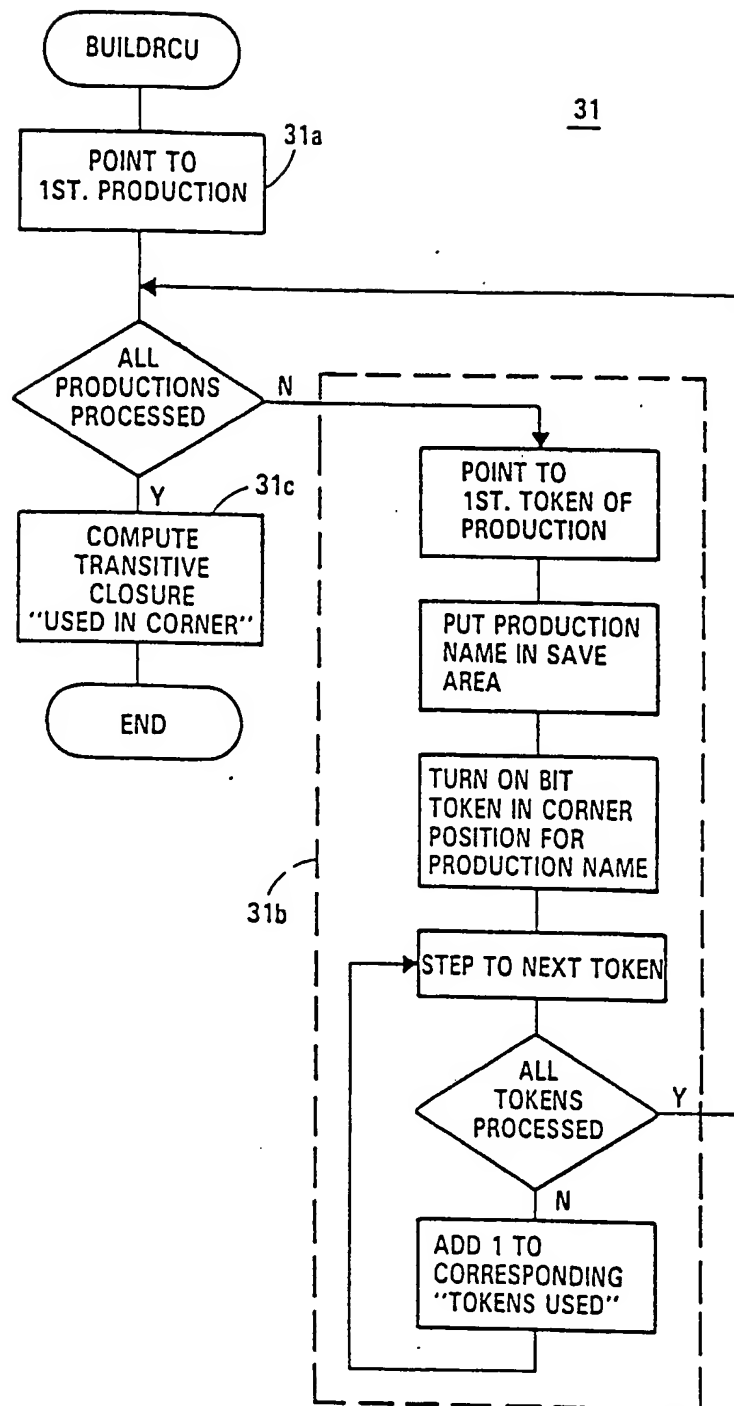 BUILDRCU
31
31a
POINT TO
1ST. PRODUCTION
ALL
PRODUCTIONS
PROCESSED
N
Y
31c
COMPUTE
TRANSITIVE
CLOSURE
"USED IN CORNER"
END
POINT TO
1ST. TOKEN OF
PRODUCTION
PUT PRODUCTION
NAME IN SAVE
AREA
TURN ON BIT
TOKEN IN CORNER
POSITION FOR
PRODUCTION NAME
31b
STEP TO NEXT TOKEN
ALL
TOKENS
PROCESSED
Y
N
ADD 1 TO
CORRESPONDING
"TOKENS USED"